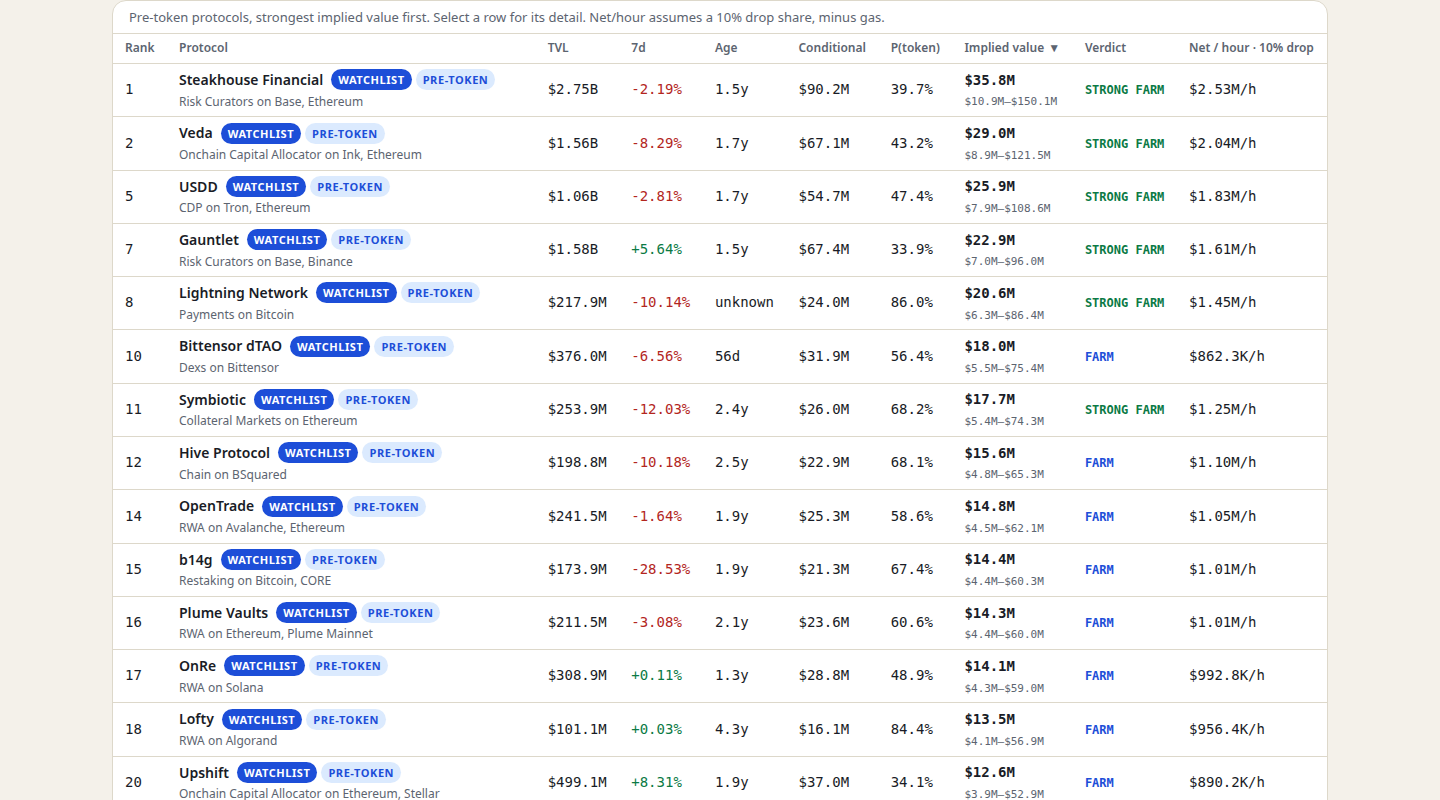 Pre-token protocols, strongest implied value first. Select a row for its detail. Net/hour assumes a 10% drop share, minus gas.
Rank Protocol TVL 7d Age Conditional P(token) Implied value ▼ Verdict Net / hour · 10% drop
1 Steakhouse Financial WATCHLIST PRE-TOKEN $2.75B -2.19% 1.5y $90.2M 39.7% $35.8M STRONG FARM $2.53M/h
Risk Curators on Base, Ethereum $10.9M–$150.1M
2 Veda WATCHLIST PRE-TOKEN $1.56B -8.29% 1.7y $67.1M 43.2% $29.0M STRONG FARM $2.04M/h
Onchain Capital Allocator on Ink, Ethereum $8.9M–$121.5M
5 USDD WATCHLIST PRE-TOKEN $1.06B -2.81% 1.7y $54.7M 47.4% $25.9M STRONG FARM $1.83M/h
CDP on Tron, Ethereum $7.9M–$108.6M
7 Gauntlet WATCHLIST PRE-TOKEN $1.58B +5.64% 1.5y $67.4M 33.9% $22.9M STRONG FARM $1.61M/h
Risk Curators on Base, Binance $7.0M–$96.0M
8 Lightning Network WATCHLIST PRE-TOKEN $217.9M -10.14% unknown $24.0M 86.0% $20.6M STRONG FARM $1.45M/h
Payments on Bitcoin $6.3M–$86.4M
10 Bittensor dTAO WATCHLIST PRE-TOKEN $376.0M -6.56% 56d $31.9M 56.4% $18.0M FARM $862.3K/h
Dexs on Bittensor $5.5M–$75.4M
11 Symbiotic WATCHLIST PRE-TOKEN $253.9M -12.03% 2.4y $26.0M 68.2% $17.7M STRONG FARM $1.25M/h
Collateral Markets on Ethereum $5.4M–$74.3M
12 Hive Protocol WATCHLIST PRE-TOKEN $198.8M -10.18% 2.5y $22.9M 68.1% $15.6M FARM $1.10M/h
Chain on BSquared $4.8M–$65.3M
14 OpenTrade WATCHLIST PRE-TOKEN $241.5M -1.64% 1.9y $25.3M 58.6% $14.8M FARM $1.05M/h
RWA on Avalanche, Ethereum $4.5M–$62.1M
15 b14g WATCHLIST PRE-TOKEN $173.9M -28.53% 1.9y $21.3M 67.4% $14.4M FARM $1.01M/h
Restaking on Bitcoin, CORE $4.4M–$60.3M
16 Plume Vaults WATCHLIST PRE-TOKEN $211.5M -3.08% 2.1y $23.6M 60.6% $14.3M FARM $1.01M/h
RWA on Ethereum, Plume Mainnet $4.4M–$60.0M
17 OnRe WATCHLIST PRE-TOKEN $308.9M +0.11% 1.3y $28.8M 48.9% $14.1M FARM $992.8K/h
RWA on Solana $4.3M–$59.0M
18 Lofty WATCHLIST PRE-TOKEN $101.1M +0.03% 4.3y $16.1M 84.4% $13.5M FARM $956.4K/h
RWA on Algorand $4.1M–$56.9M
20 Upshift WATCHLIST PRE-TOKEN $499.1M +8.31% 1.9y $37.0M 34.1% $12.6M FARM $890.2K/h
Onchain Capital Allocator on Ethereum, Stellar $3.9M–$52.9M